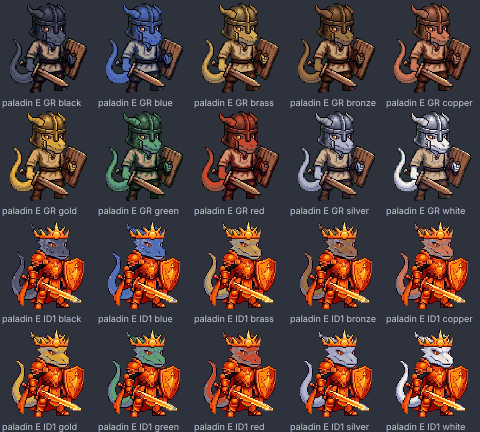 paladin E GR black
paladin E GR blue
paladin E GR brass
paladin E GR bronze
paladin E GR copper
paladin E GR gold
paladin E GR green
paladin E GR red
paladin E GR silver
paladin E GR white
paladin E ID1 black
paladin E ID1 blue
paladin E ID1 brass
paladin E ID1 bronze
paladin E ID1 copper
paladin E ID1 gold
paladin E ID1 green
paladin E ID1 red
paladin E ID1 silver
paladin E ID1 white